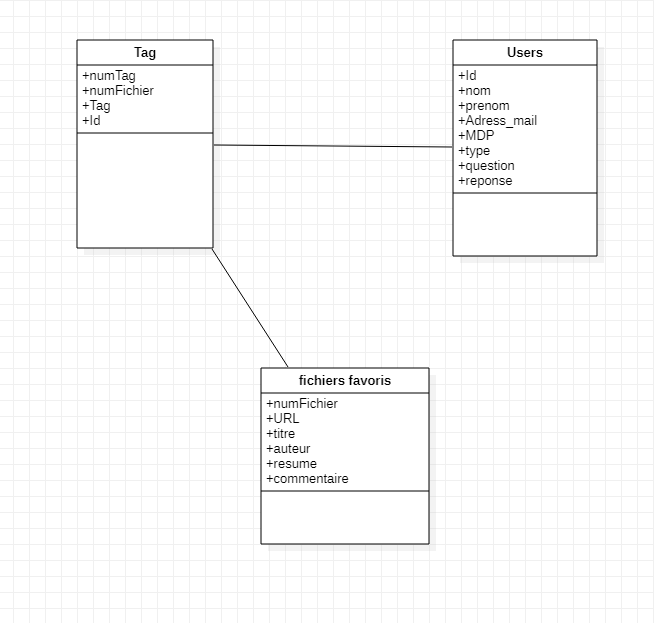 Tag
+numTag
+numFichier
+Tag
+Id
Users
+Id
+nom
+prenom
+Adress_mail
+MDP
+type
+question
+reponse
fichiers favoris
+numFichier
+URL
+titre
+auteur
+resume
+commentaire